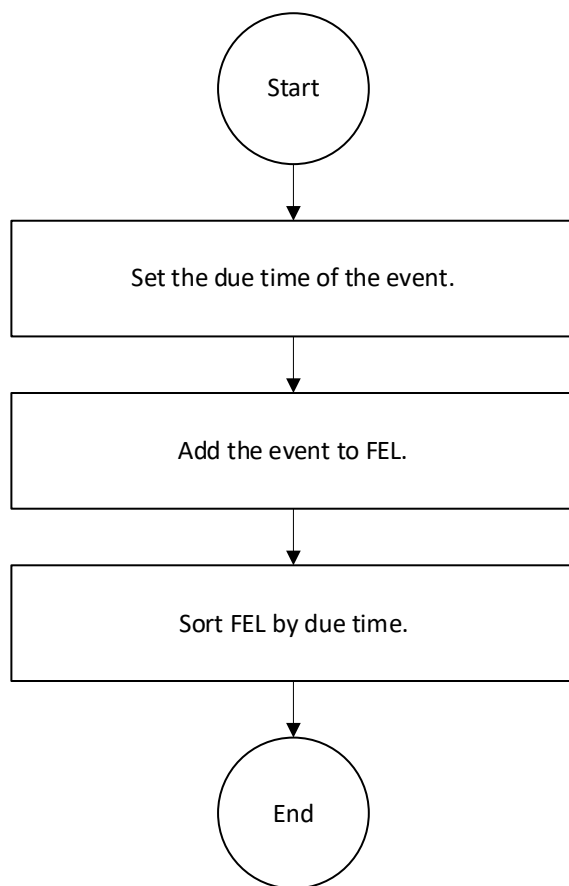 Start
Set the due time of the event.
Add the event to FEL.
Sort FEL by due time.
End